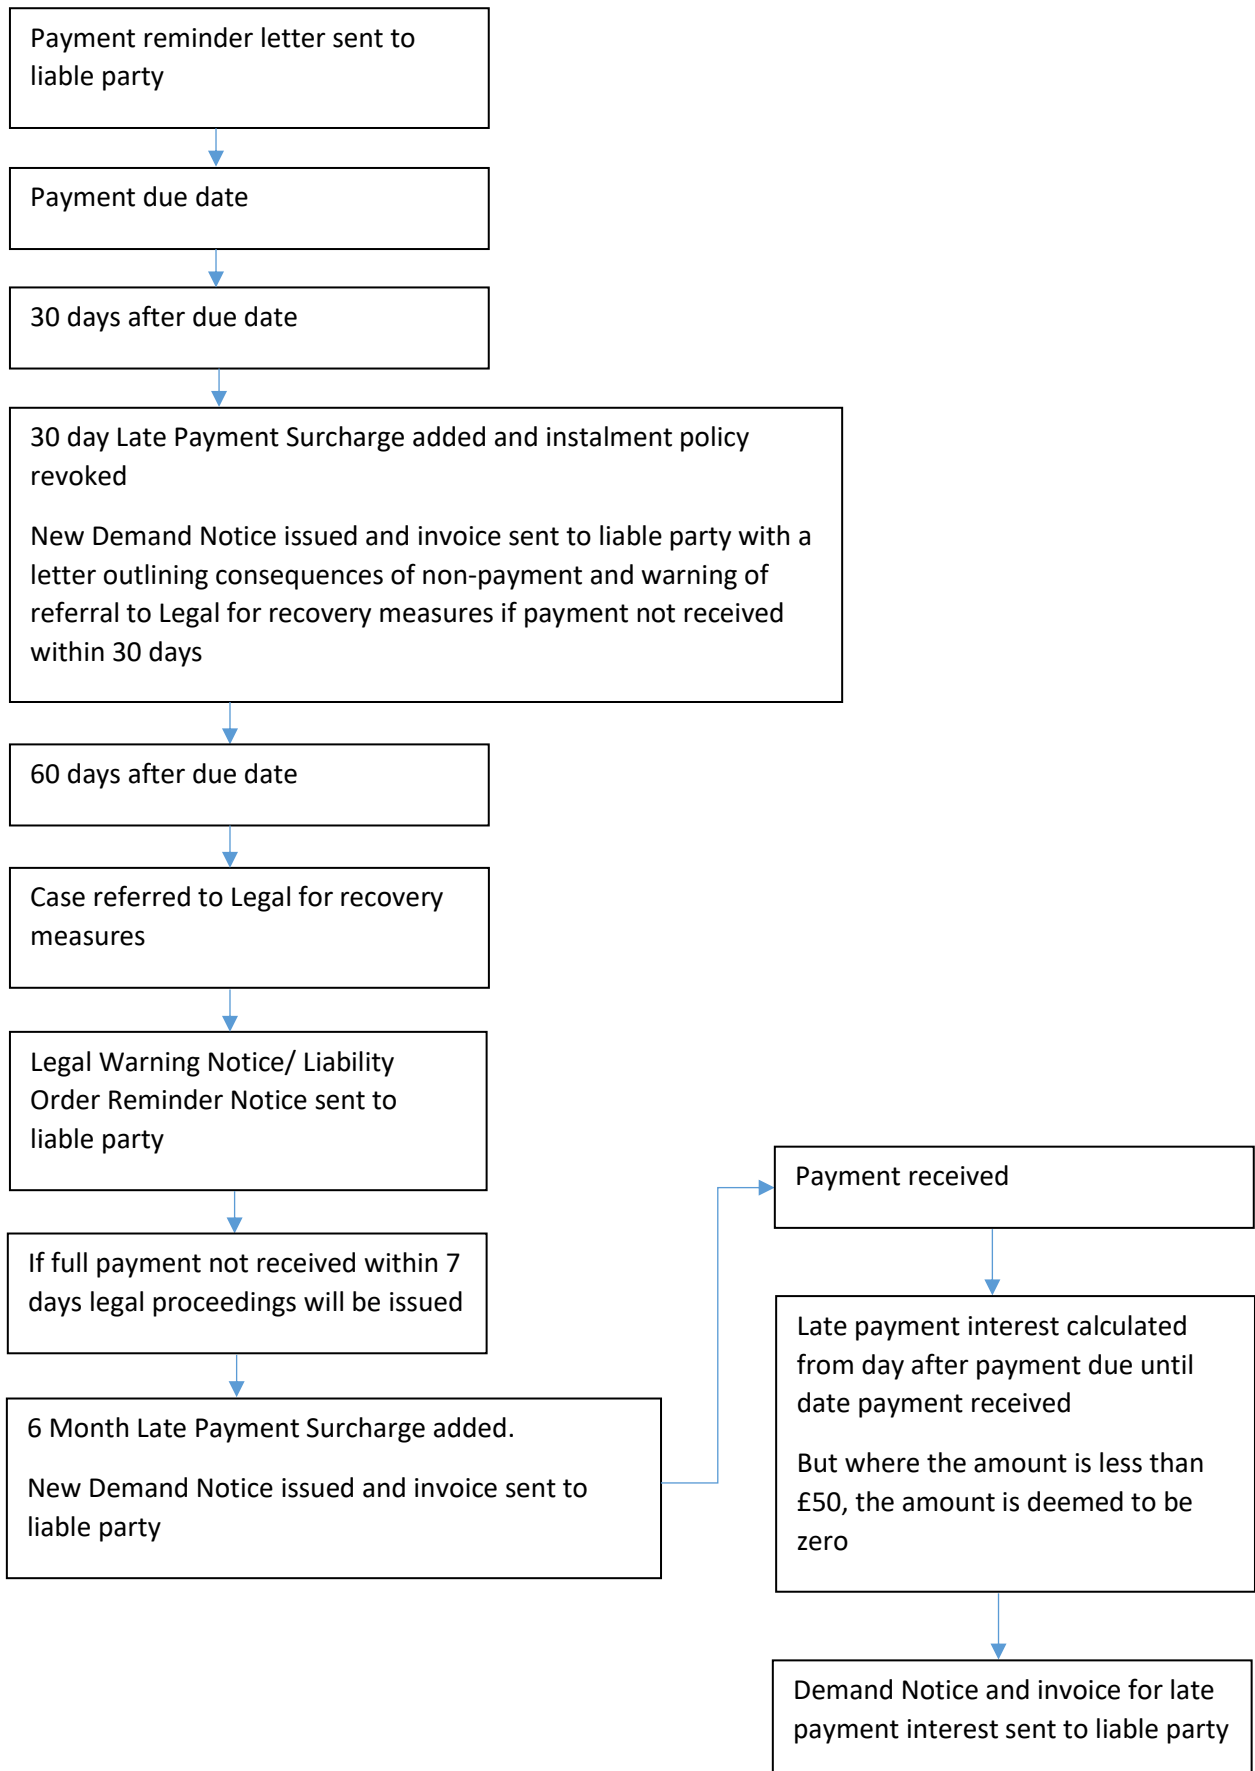 Payment reminder letter sent to
liable party
Payment due date
30 days after due date
30 day Late Payment Surcharge added and instalment policy
revoked
New Demand Notice issued and invoice sent to liable party with a
letter outlining consequences of non-payment and warning of
referral to Legal for recovery measures if payment not received
within 30 days
60 days after due date
Case referred to Legal for recovery
measures
Legal Warning Notice/ Liability
Order Reminder Notice sent to
liable party
If full payment not received within 7
days legal proceedings will be issued
6 Month Late Payment Surcharge added.
New Demand Notice issued and invoice sent to
liable party
Payment received
Late payment interest calculated
from day after payment due until
date payment received
But where the amount is less than
£50, the amount is deemed to be
zero
Demand Notice and invoice for late
payment interest sent to liable party